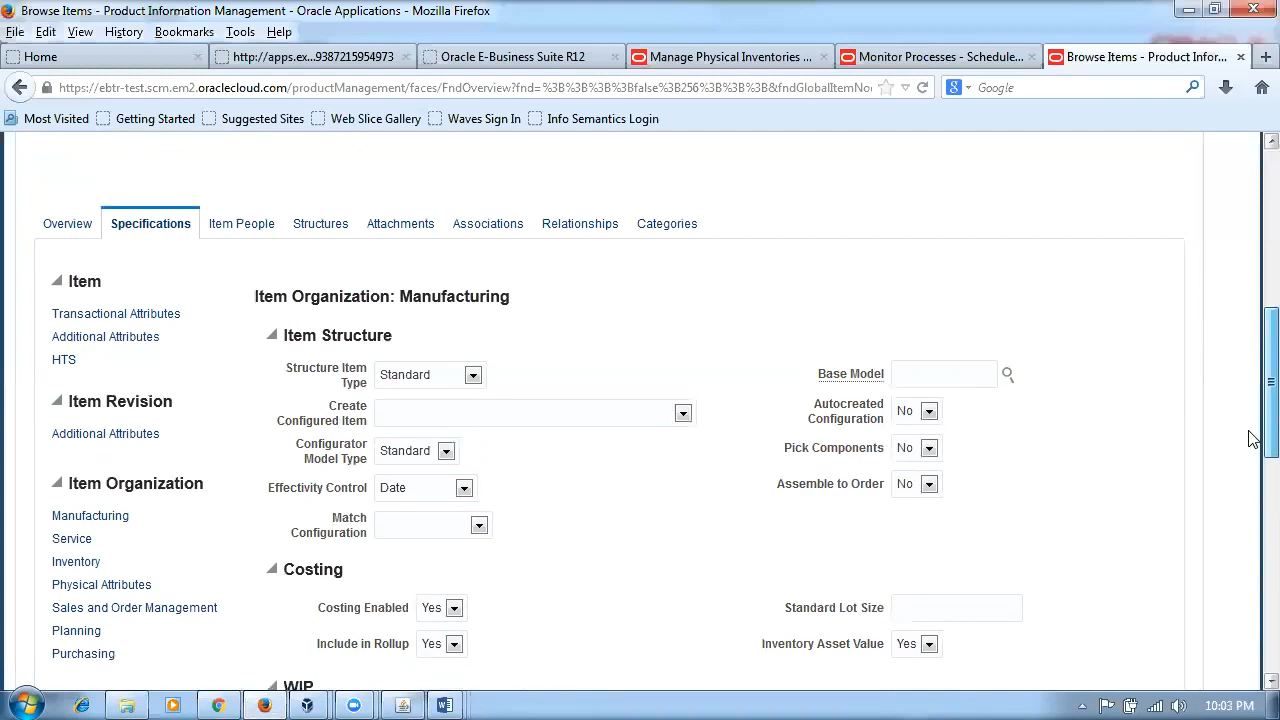 Browse Items - Product Information Management - Oracle Applications - Mozilla Firefox
File Edit View History Bookmarks Tools Help
Home
http://apps.ex...9387215954973
Oracle E-Business Suite R12
Manage Physical Inventories ...
Monitor Processes - Schedule...
Browse Items - Product Infor...
https://ebtr-test.scm.em2.oraclecloud.com/productManagement/faces/FndOverview?fnd=%3B%3B%3B%3Bfalse%3B256%3B%3B%3B&fndGlobalItemNo
Google
Most Visited Getting Started Suggested Sites Web Slice Gallery Waves Sign In Info Semantics Location
Overview Specifications Item People Structures Attachments Associations Relationships Categories
Item
Transactional Attributes
Additional Attributes
HTS
Item Revision
Additional Attributes
Item Organization
Manufacturing
Service
Inventory
Physical Attributes
Sales and Order Management
Planning
Purchasing
Item Organization: Manufacturing
Item Structure
Structure Item
Type
Standard
Create
Configured Item
Configurator
Model Type
Standard
Effectivity Control Date
Match
Configuration
Base Model
Autocreated
Configuration
No
Pick Components No
Assemble to Order No
Costing
Costing Enabled Yes
Include in Rollup Yes
Standard Lot Size
Inventory Asset Value Yes
WIP
10:03 PM